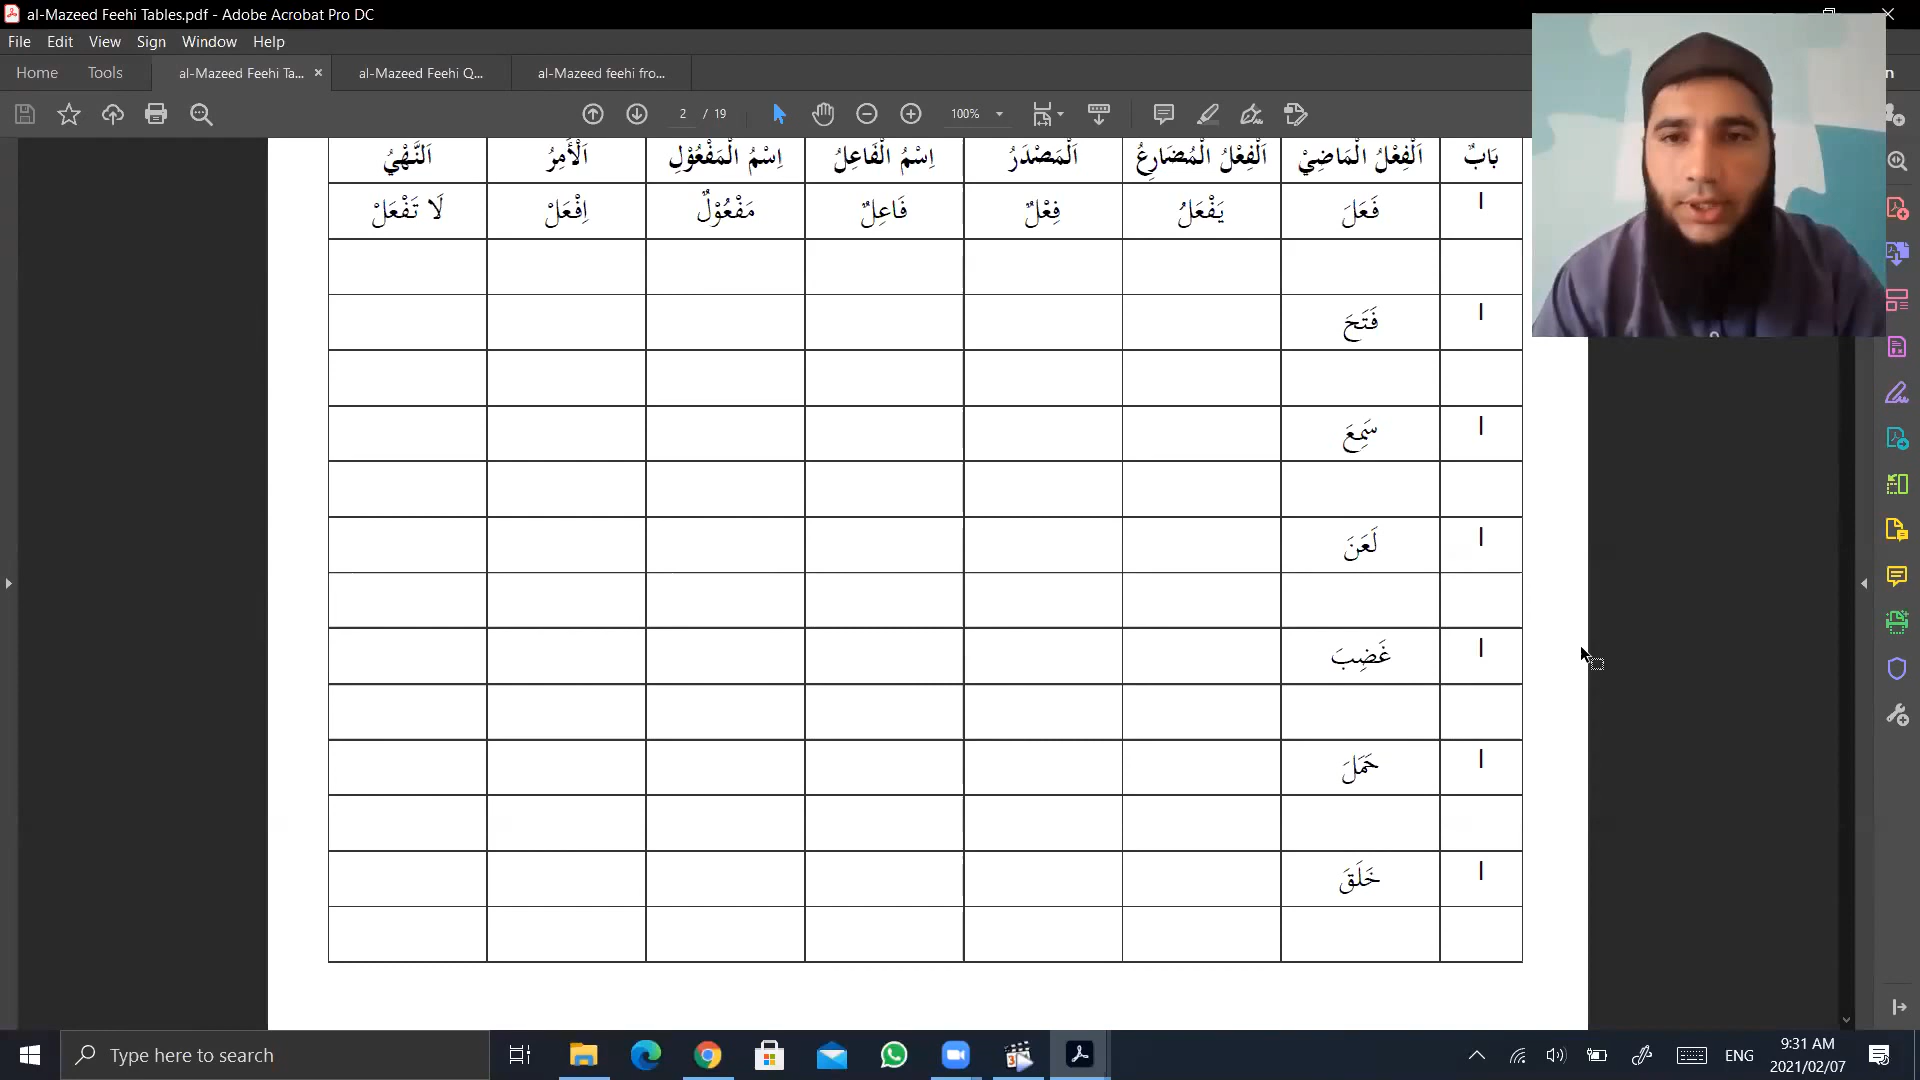 al-Mazeed Feehi Tables.pdf - Adobe Acrobat Pro DC
File Edit View Sign Window Help
Home Tools al-Mazeed Feehi Ta... × al-Mazeed Feehi Q... al-Mazeed feehi fro... n
2 / 19 100%
بَابٌ اَلْفِعْلُ الْمَاضِيْ اَلْفِعْلُ الْمُضَارِعُ اَلْمَصْدَرُ اِسْمُ الْفَاعِلُ اِسْمُ الْمَفْعُوْلِ اَلْأَمِرُ اَلنَّهْيُ
ا فَعَلَ يَفْعَلُ فِعْلٌ فَاعِلٌ مَفْعُوْلٌ اِفْعَلْ لَا تَفْعَلْ
ا فَتَحَ
ا سَمِعَ
ا لَعَنَ
ا غَضِبَ
ا حَمَلَ
ا خَلَقَ
Type here to search ENG 9:31 AM
2021/02/07